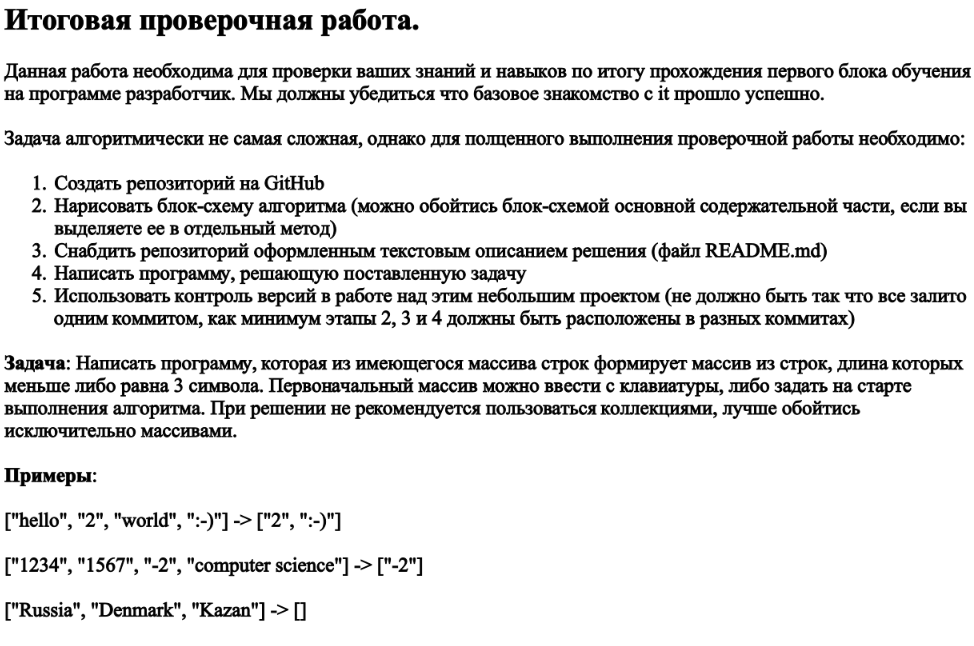 Итоговая проверочная работа.
Данная работа необходима для проверки ваших знаний и навыков по итогу прохождения первого блока обучения
на программе разработчик. Мы должны убедиться что базовое знакомство с it прошло успешно.
Задача алгоритмически не самая сложная, однако для полценного выполнения проверочной работы необходимо:
1. Создать репозиторий на GitHub
2. Нарисовать блок-схему алгоритма (можно обойтись блок-схемой основной содержательной части, если вы
выделяете ее в отдельный метод)
3. Снабдить репозиторий оформленным текстовым описанием решения (файл README.md)
4. Написать программу, решающую поставленную задачу
5. Использовать контроль версий в работе над этим небольшим проектом (не должно быть так что все залито
одним коммитом, как минимум этапы 2, 3 и 4 должны быть расположены в разных коммитах)
Задача: Написать программу, которая из имеющегося массива строк формирует массив из строк, длина которых
меньше либо равна 3 символа. Первоначальный массив можно ввести с клавиатуры, либо задать на старте
выполнения алгоритма. При решении не рекомендуется пользоваться коллекциями, лучше обойтись
исключительно массивами.
Примеры:
["hello", "2", "world", ":-)"] -> ["2", ":-)"]
["1234", "1567", "-2", "computer science"] -> ["-2"]
["Russia", "Denmark", "Kazan"] -> []